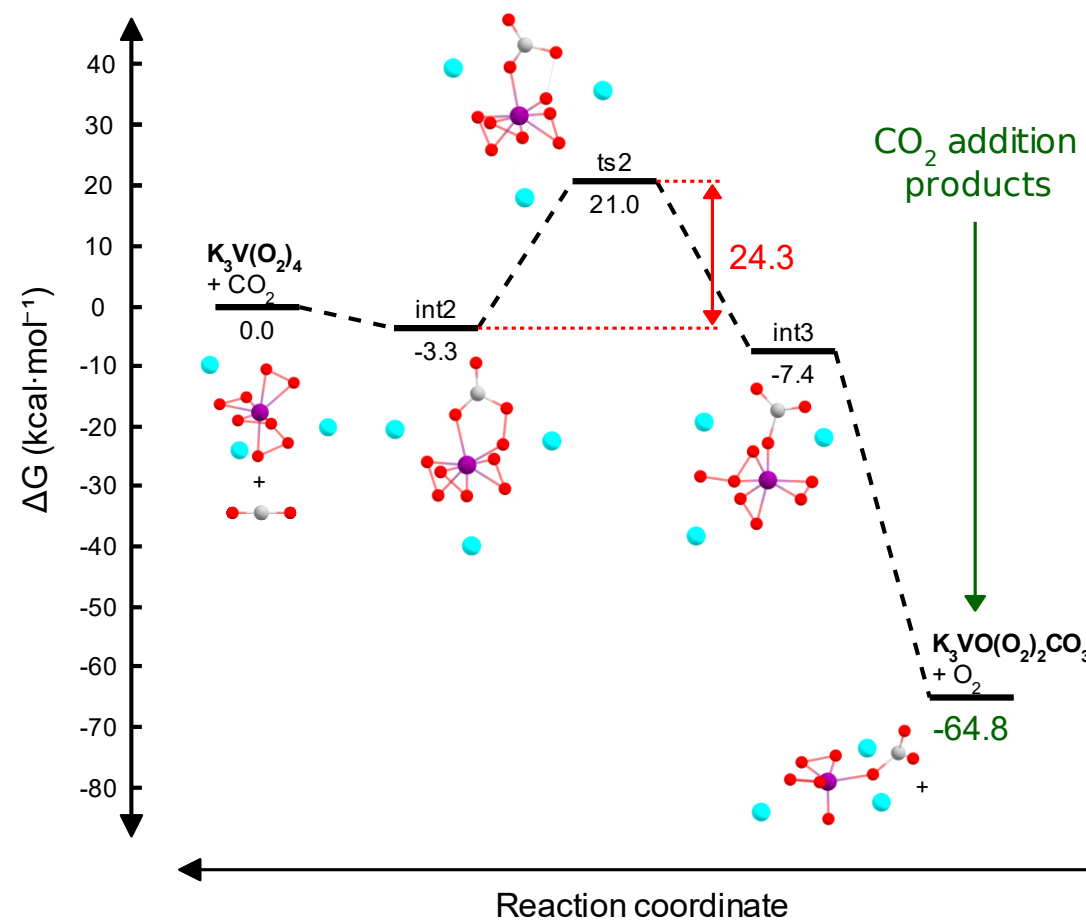 40
30
20
10
0
-10
-20
-30
-40
-50
-60
-70
-80
ΔG (kcal·mol⁻¹)
K₃V(O₂)₄
+ CO₂
0.0
+
int2
-3.3
ts2
21.0
24.3
int3
-7.4
CO₂ addition
products
K₃VO(O₂)₂CO₃
+ O₂
-64.8
+
Reaction coordinate